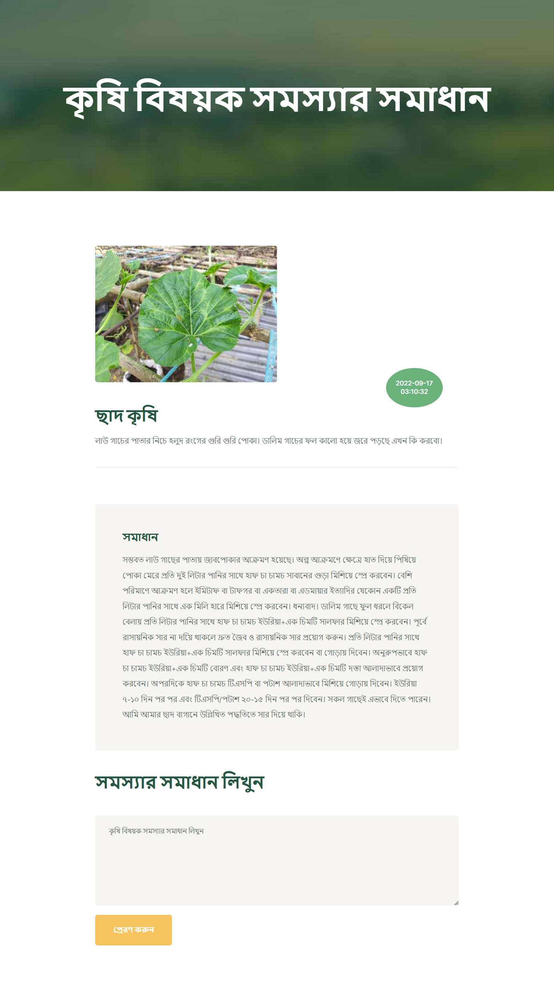 কৃষি বিষয়ক সমস্যার সমাধান
2022-09-17
03:10:32
ছাদ কৃষি
লাউ গাচের পাতার নিচে হলুদ রংগের গুরি গুরি পোকা। ডালিম গাচের ফল কালো হয়ে জরে পড়ছে এখন কি করবো।
সমাধান
সম্ভবত লাউ গাছের পাতায় জাবপোকার আক্রমণ হয়েছে। অল্প আক্রমণে ক্ষেত্রে হাত দিয়ে পিষিয়ে
পোকা মেরে প্রতি দুই লিটার পানির সাথে হাফ চা চামচ সাবানের গুড়া মিশিয়ে স্প্রে করবেন। বেশি
পরিমাণে আক্রমণ হলে ইমিটাফ বা টাফগর বা একতারা বা এডমায়ার ইত্যাদির যেকোন একটি প্রতি
লিটার পানির সাথে এক মিলি হারে মিশিয়ে স্প্রে করবেন। ধন্যবাদ। ডালিম গাছে ফুল ধরলে বিকেল
বেলায় প্রতি লিটার পানির সাথে হাফ চা চামচ ইউরিয়া+এক চিমটি সালফার মিশিয়ে স্প্রে করবেন। পূর্বে
রাসায়নিক সার না দয়িে থাকলে দ্রুত জৈব ও রাসায়নিক সার প্রয়োগ করুন। প্রতি লিটার পানির সাথে
হাফ চা চামচ ইউরিয়া+এক চিমটি সালফার মিশিয়ে স্প্রে করবেন বা গোড়ায় দিবেন। অনুরুপভাবে হাফ
চা চামচ ইউরিয়া+এক চিমটি বোরণ এবং হাফ চা চামচ ইউরিয়া+এক চিমটি দস্তা আলাদাভাবে প্রয়োগ
করবেন। অপরদিকে হাফ চা চামচ টিএসপি বা পটাশ আলাদাভাবে মিশিয়ে গোড়ায় দিবেন। ইউরিয়া
৭-১০ দিন পর পর এবং টিএসপি/পটাশ ২০-১৫ দিন পর পর দিবেন। সকল গাছেই এভাবে দিতে পারেন।
আমি আমার ছাদ বাগানে উল্লিখিত পদ্ধতিতে সার দিয়ে থাকি।
সমস্যার সমাধান লিখুন
কৃষি বিষয়ক সমস্যার সমাধান লিখুন
প্রেরণ করুন